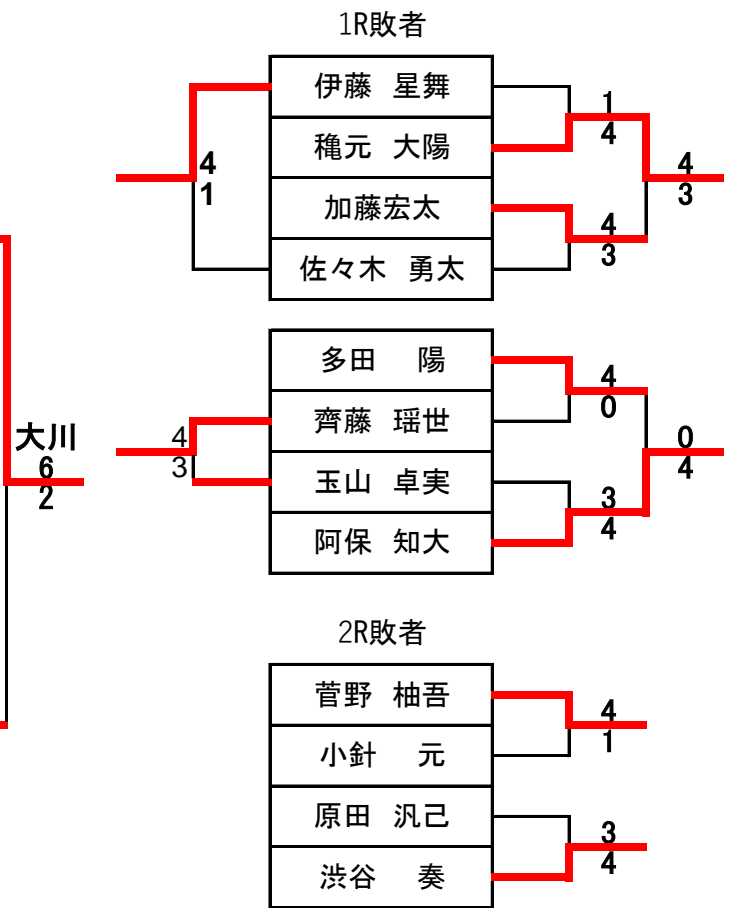 1R敗者
伊藤 星舞
穐元 大陽
加藤宏太
佐々木 勇太
4
1
1
4
4
3
4
3
多田 陽
齊藤 瑶世
玉山 卓実
阿保 知大
大川
6
2
4
3
4
0
3
4
0
4
2R敗者
菅野 柚吾
小針 元
原田 汎己
渋谷 奏
4
1
3
4